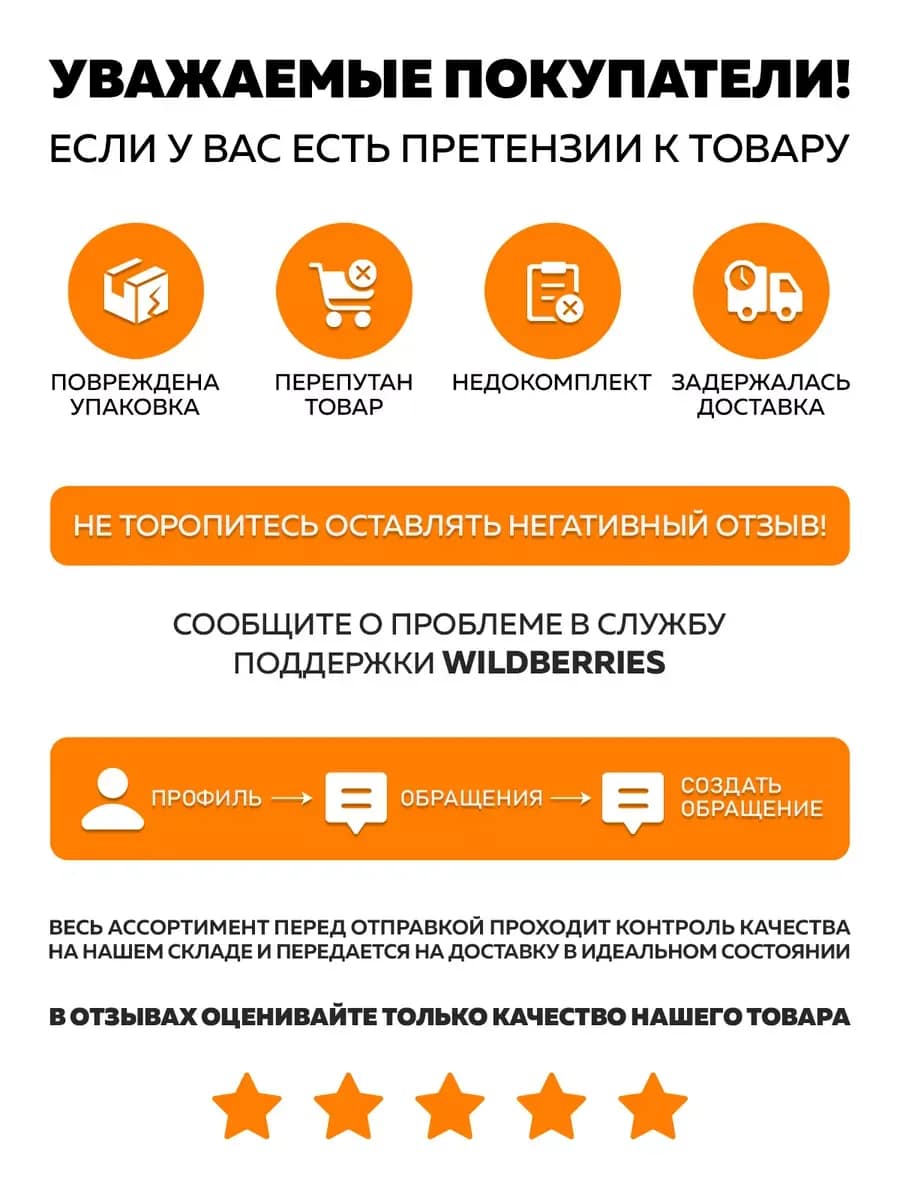 УВАЖАЕМЫЕ ПОКУПАТЕЛИ!
ЕСЛИ У ВАС ЕСТЬ ПРЕТЕНЗИИ К ТОВАРУ
ПОВРЕЖДЕНА
УПАКОВКА
ПЕРЕПУТАН
ТОВАР
НЕДОКОМПЛЕКТ
ЗАДЕРЖАЛАСЬ
ДОСТАВКА
НЕ ТОРОПИТЕСЬ ОСТАВЛЯТЬ НЕГАТИВНЫЙ ОТЗЫВ!
СООБЩИТЕ О ПРОБЛЕМЕ В СЛУЖБУ
ПОДДЕРЖКИ WILDBERRIES
ПРОФИЛЬ
ОБРАЩЕНИЯ
СОЗДАТЬ
ОБРАЩЕНИЕ
ВЕСЬ АССОРТИМЕНТ ПЕРЕД ОТПРАВКОЙ ПРОХОДИТ КОНТРОЛЬ КАЧЕСТВА
НА НАШЕМ СКЛАДЕ И ПЕРЕДАЕТСЯ НА ДОСТАВКУ В ИДЕАЛЬНОМ СОСТОЯНИИ
В ОТЗЫВАХ ОЦЕНИВАЙТЕ ТОЛЬКО КАЧЕСТВО НАШЕГО ТОВАРА